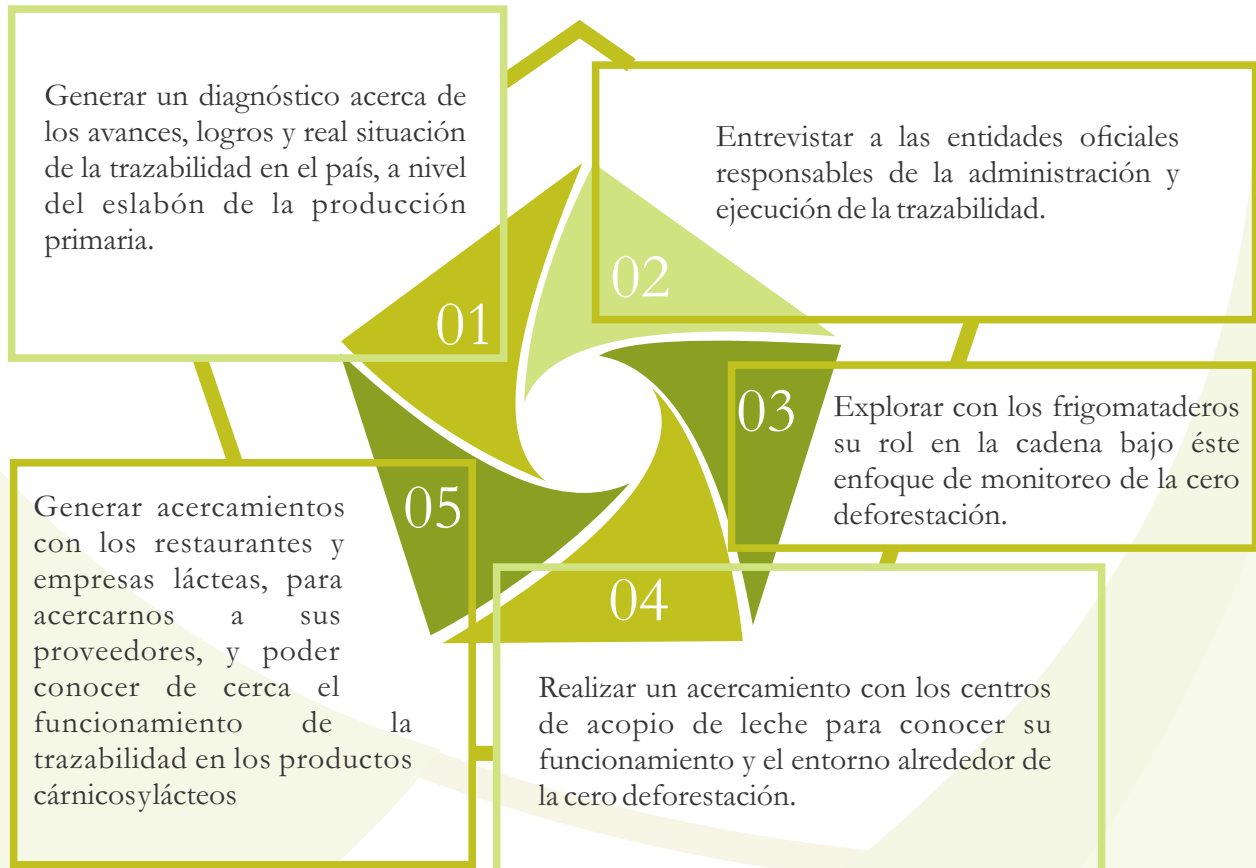 Generar un diagnóstico acerca de
los avances, logros y real situación
de la trazabilidad en el país, a nivel
del eslabón de la producción
primaria.
01
Entrevistar a las entidades oficiales
responsables de la administración y
ejecución de la trazabilidad.
02
03
Explorar con los frigomataderos
su rol en la cadena bajo éste
enfoque de monitoreo de la cero
deforestación.
04
Realizar un acercamiento con los centros
de acopio de leche para conocer su
funcionamiento y el entorno alrededor de
la cero deforestación.
05
Generar acercamientos
con los restaurantes y
empresas lácteas, para
acercarnos a sus
proveedores, y poder
conocer de cerca el
funcionamiento de la
trazabilidad en los productos
cárnicosylácteos